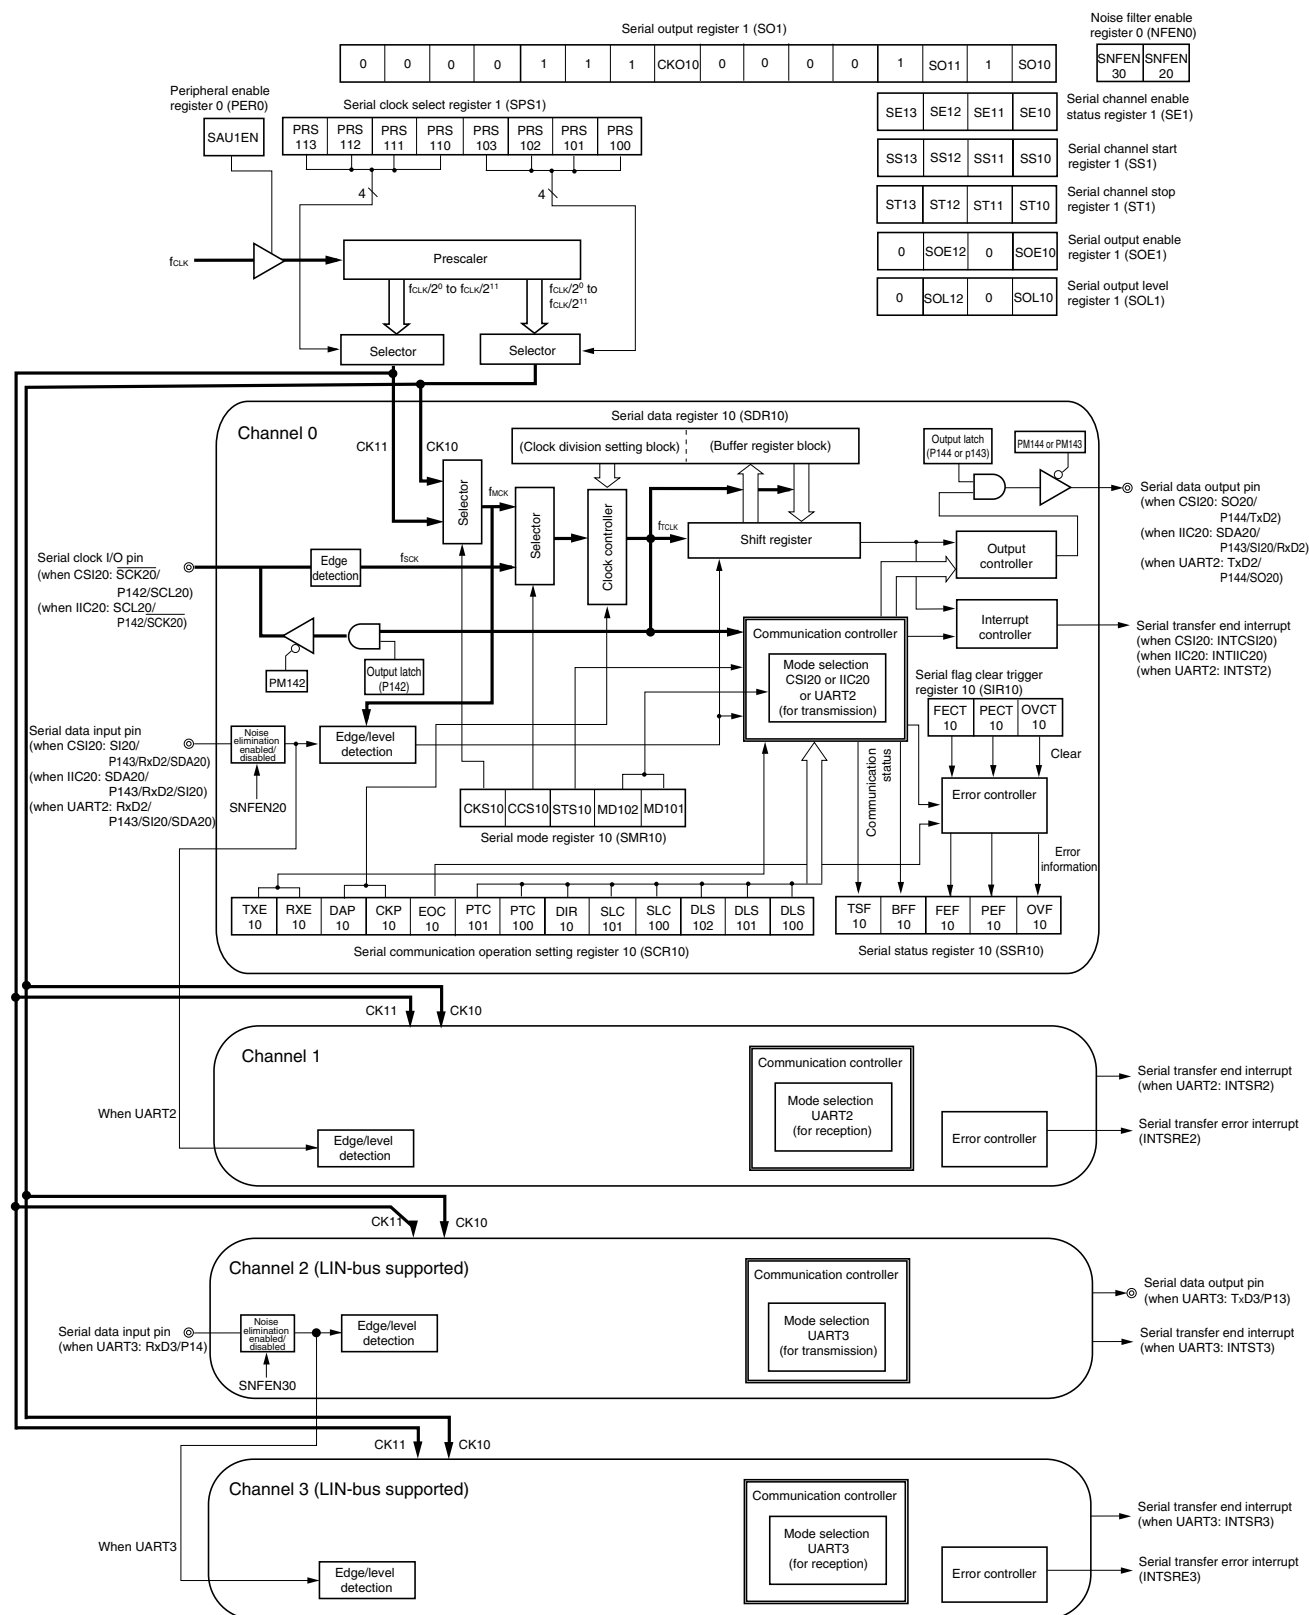 Serial output register 1 (SO1)
0 0 0 0 1 1 1 CKO10 0 0 0 0 1 SO11 1 SO10
Noise filter enable
register 0 (NFEN0)
SNFEN SNFEN
30 20
Peripheral enable
register 0 (PER0)
SAU1EN
Serial clock select register 1 (SPS1)
PRS PRS PRS PRS PRS PRS PRS PRS
113 112 111 110 103 102 101 100
4
4
SE13 SE12 SE11 SE10
Serial channel enable
status register 1 (SE1)
SS13 SS12 SS11 SS10
Serial channel start
register 1 (SS1)
ST13 ST12 ST11 ST10
Serial channel stop
register 1 (ST1)
0 SOE12 0 SOE10
Serial output enable
register 1 (SOE1)
0 SOL12 0 SOL10
Serial output level
register 1 (SOL1)
fCLK
Prescaler
fCLK/2⁰ to fCLK/2¹¹
fCLK/2⁰ to
fCLK/2¹¹
Selector
Selector
Channel 0
CK11
CK10
Serial data register 10 (SDR10)
(Clock division setting block) (Buffer register block)
Output latch
(P144 or p143)
PM144 or PM143
Selector
fMCK
Selector
Clock controller
fTCLK
Shift register
Output
controller
Interrupt
controller
Serial data output pin
(when CSI20: SO20/
P144/TxD2)
(when IIC20: SDA20/
P143/SI20/RxD2)
(when UART2: TxD2/
P144/SO20)
Serial clock I/O pin
(when CSI20: SCK20/
P142/SCL20)
(when IIC20: SCL20/
P142/SCK20)
Edge
detection
fSCK
PM142
Output latch
(P142)
Communication controller
Mode selection
CSI20 or IIC20
or UART2
(for transmission)
Serial transfer end interrupt
(when CSI20: INTCSI20)
(when IIC20: INTIIC20)
(when UART2: INTST2)
Serial flag clear trigger
register 10 (SIR10)
FECT PECT OVCT
10 10 10
Clear
Serial data input pin
(when CSI20: SI20/
P143/RxD2/SDA20)
(when IIC20: SDA20/
P143/RxD2/SI20)
(when UART2: RxD2/
P143/SI20/SDA20)
Noise
elimination
enabled/
disabled
SNFEN20
Edge/level
detection
CKS10 CCS10 STS10 MD102 MD101
Serial mode register 10 (SMR10)
Communication
status
Error controller
Error
information
TXE RXE DAP CKP EOC PTC PTC DIR SLC SLC DLS DLS DLS
10 10 10 10 10 101 100 10 101 100 102 101 100
Serial communication operation setting register 10 (SCR10)
TSF BFF FEF PEF OVF
10 10 10 10 10
Serial status register 10 (SSR10)
CK11
CK10
Channel 1
When UART2
Edge/level
detection
Communication controller
Mode selection
UART2
(for reception)
Error controller
Serial transfer end interrupt
(when UART2: INTSR2)
Serial transfer error interrupt
(INTSRE2)
CK11
CK10
Channel 2 (LIN-bus supported)
Serial data input pin
(when UART3: RxD3/P14)
Noise
elimination
enabled/
disabled
SNFEN30
Edge/level
detection
Communication controller
Mode selection
UART3
(for transmission)
Serial data output pin
(when UART3: TxD3/P13)
Serial transfer end interrupt
(when UART3: INTST3)
CK11
CK10
Channel 3 (LIN-bus supported)
When UART3
Edge/level
detection
Communication controller
Mode selection
UART3
(for reception)
Error controller
Serial transfer end interrupt
(when UART3: INTSR3)
Serial transfer error interrupt
(INTSRE3)